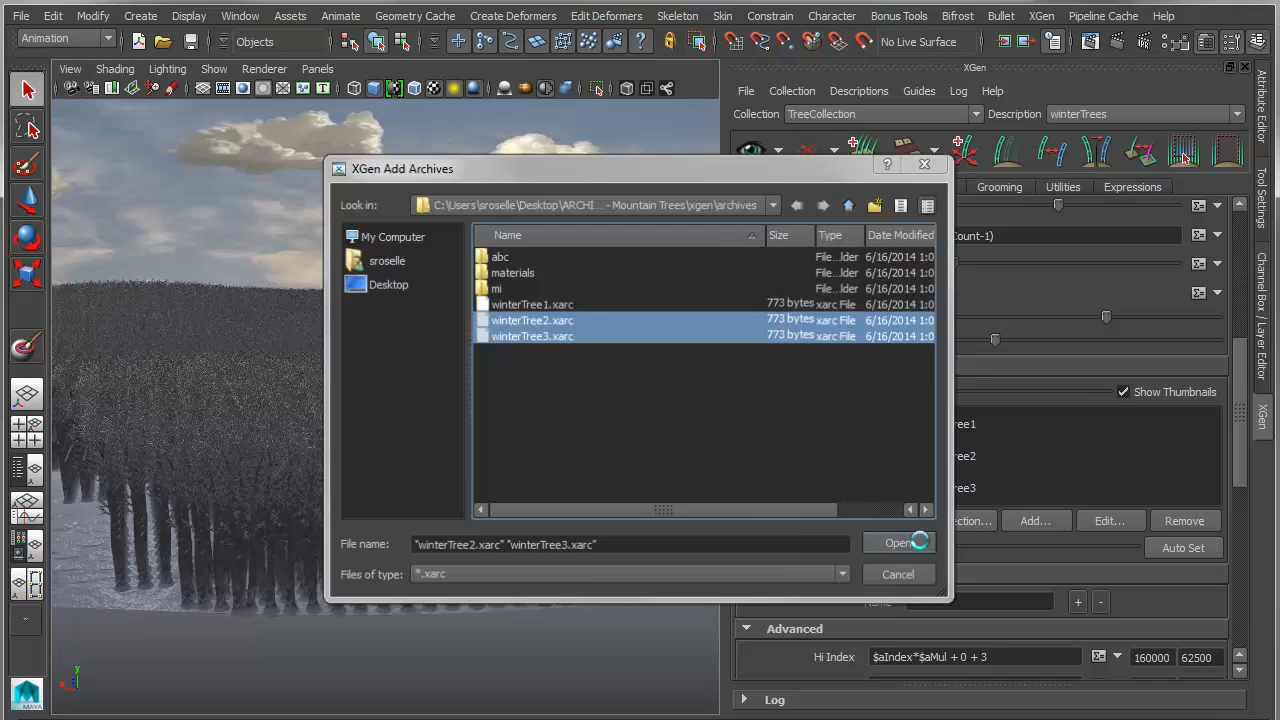 File Edit Modify Create Display Window Assets Animate Geometry Cache Create Deformers Edit Deformers Skeleton Skin Constrain Character Bonus Tools Bifrost Bullet XGen Pipeline Cache Help
Animation Objects No Live Surface
View Shading Lighting Show Renderer Panels
XGen
File Collection Descriptions Guides Log Help
Collection TreeCollection Description winterTrees
Grooming Utilities Expressions
Count-1)
Show Thumbnails
ree1
ree2
ree3
ection... Add... Edit... Remove
Auto Set
Name + -
Advanced
Hi Index $aIndex*$aMul + 0 + 3 160000 62500
Log
XGen Add Archives
Look in: C:\Users\sroselle\Desktop\ARCHI... - Mountain Trees\xgen\archives
My Computer
sroselle
Desktop
Name Size Type Date Modified
abc File...lder 6/16/2014 1:0
materials File...lder 6/16/2014 1:0
mi File...lder 6/16/2014 1:0
winterTree1.xarc 773 bytes xarc File 6/16/2014 1:0
winterTree2.xarc 773 bytes xarc File 6/16/2014 1:0
winterTree3.xarc 773 bytes xarc File 6/16/2014 1:0
File name: "winterTree2.xarc" "winterTree3.xarc" Open
Files of type: *.xarc Cancel
Attribute Editor
Tool Settings
Channel Box / Layer Editor
XGen
y
MAYA